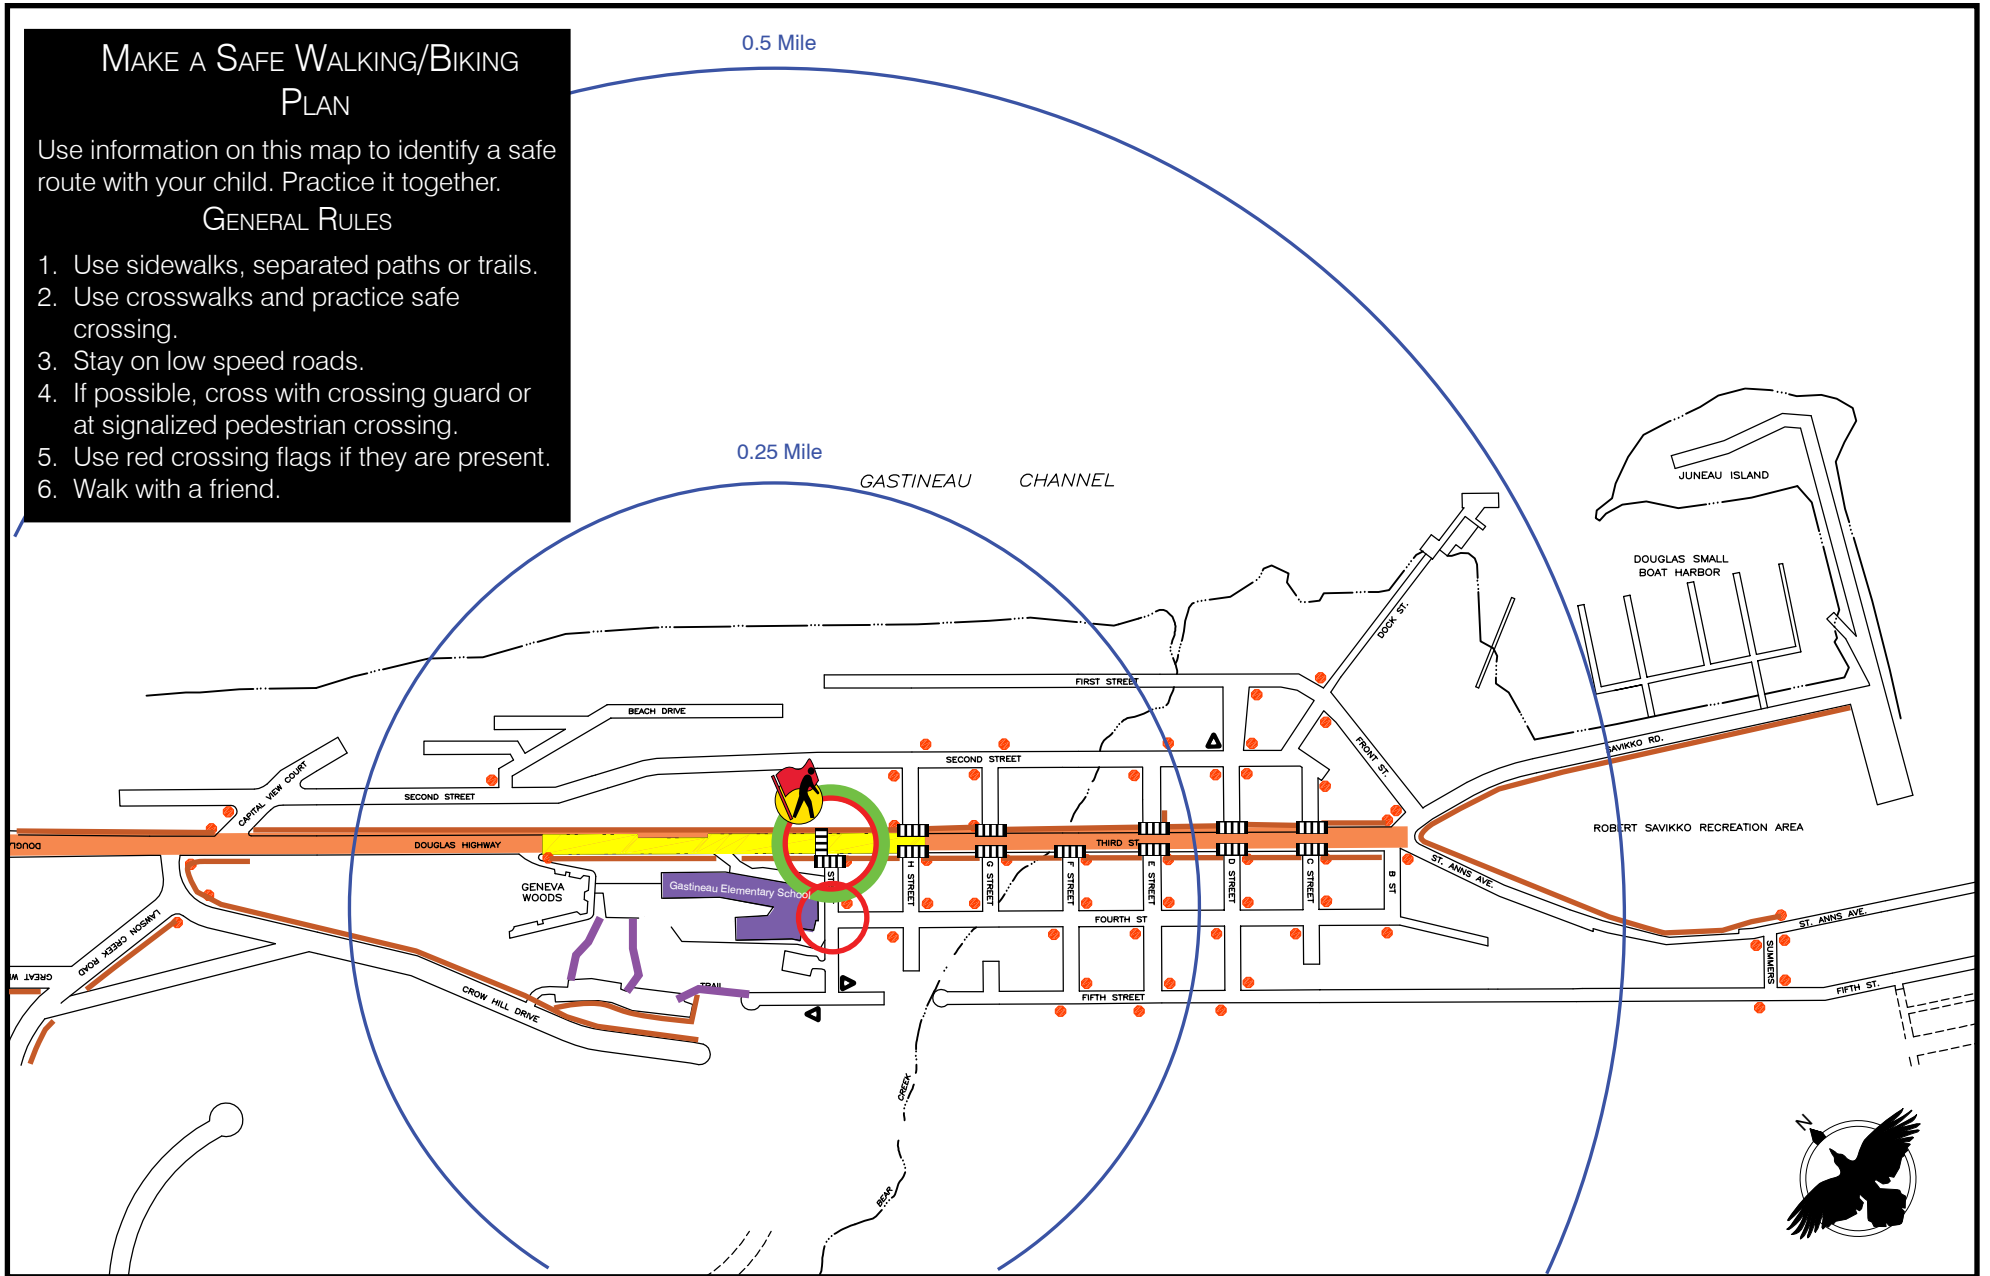 MAKE A SAFE WALKING/BIKING
PLAN
Use information on this map to identify a safe
route with your child. Practice it together.
GENERAL RULES
1. Use sidewalks, separated paths or trails.
2. Use crosswalks and practice safe
crossing.
3. Stay on low speed roads.
4. If possible, cross with crossing guard or
at signalized pedestrian crossing.
5. Use red crossing flags if they are present.
6. Walk with a friend.
0.5 Mile
0.25 Mile
GASTINEAU CHANNEL
JUNEAU ISLAND
DOUGLAS SMALL
BOAT HARBOR
DOCK ST.
FIRST STREET
BEACH DRIVE
FRONT ST.
SAVIKKO RD.
SECOND STREET
CAPITAL VIEW COURT
SECOND STREET
ROBERT SAVIKKO RECREATION AREA
DOUGL
DOUGLAS HIGHWAY
THIRD ST
ST. ANNS AVE.
GENEVA
WOODS
Gastineau Elementary School
ST
H STREET
G STREET
F STREET
E STREET
D STREET
C STREET
B ST
FOURTH ST
ST. ANNS AVE.
LAWSON CREEK ROAD
GREAT W
SUMMERS
TRAIL
CROW HILL DRIVE
FIFTH STREET
FIFTH ST.
CREEK
BEAR
N